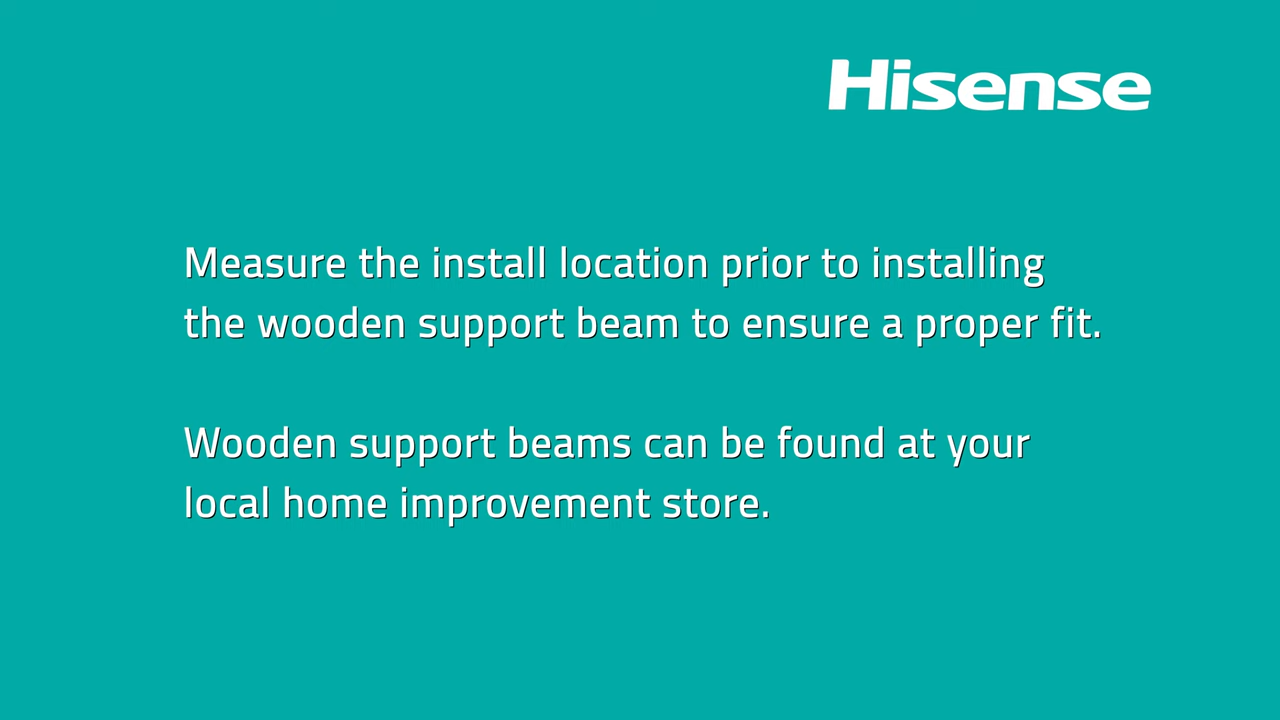 Hisense
Measure the install location prior to installing
the wooden support beam to ensure a proper fit.
Wooden support beams can be found at your
local home improvement store.